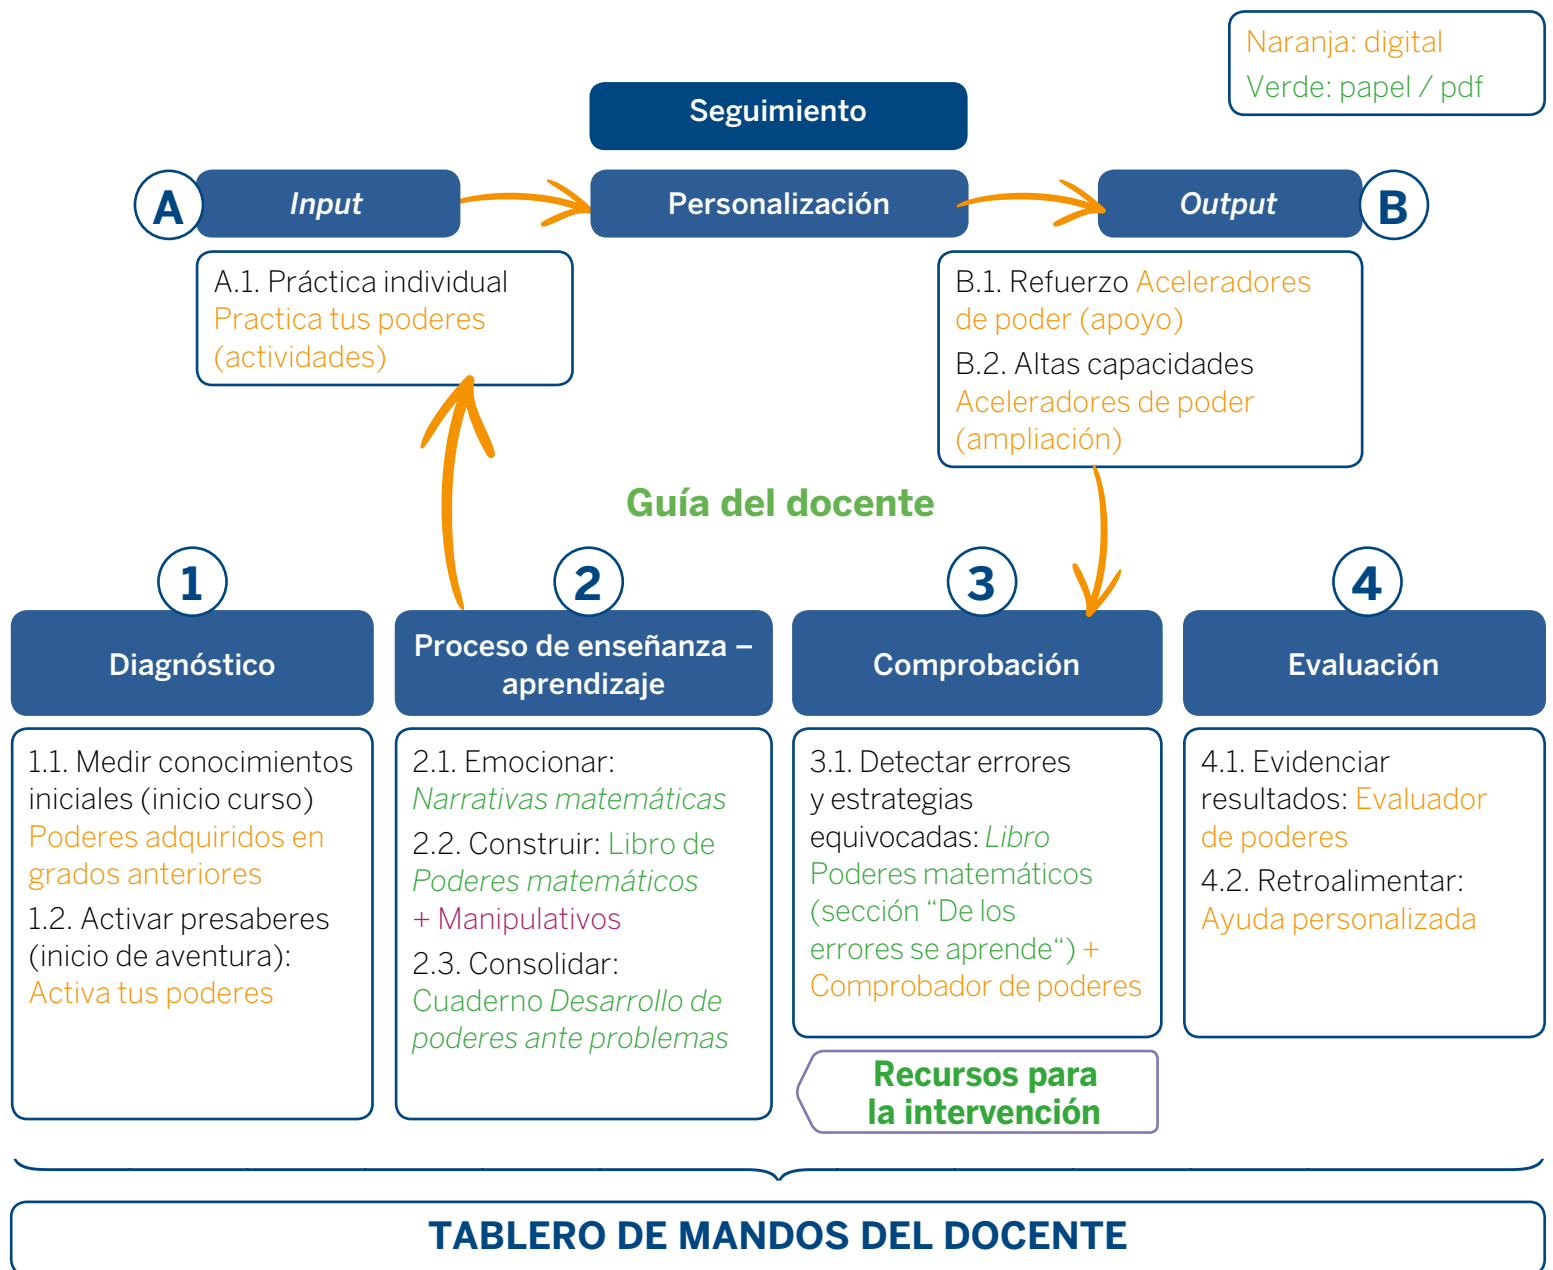 Naranja: digital
Verde: papel / pdf
Seguimiento
A
Input
Personalización
Output
B
A.1. Práctica individual
Practica tus poderes
(actividades)
B.1. Refuerzo Aceleradores
de poder (apoyo)
B.2. Altas capacidades
Aceleradores de poder
(ampliación)
Guía del docente
1
2
3
4
Diagnóstico
Proceso de enseñanza –
aprendizaje
Comprobación
Evaluación
1.1. Medir conocimientos
iniciales (inicio curso)
Poderes adquiridos en
grados anteriores
1.2. Activar presaberes
(inicio de aventura):
Activa tus poderes
2.1. Emocionar:
Narrativas matemáticas
2.2. Construir: Libro de
Poderes matemáticos
+ Manipulativos
2.3. Consolidar:
Cuaderno Desarrollo de
poderes ante problemas
3.1. Detectar errores
y estrategias
equivocadas: Libro
Poderes matemáticos
(sección “De los
errores se aprende“) +
Comprobador de poderes
4.1. Evidenciar
resultados: Evaluador
de poderes
4.2. Retroalimentar:
Ayuda personalizada
Recursos para
la intervención
TABLERO DE MANDOS DEL DOCENTE